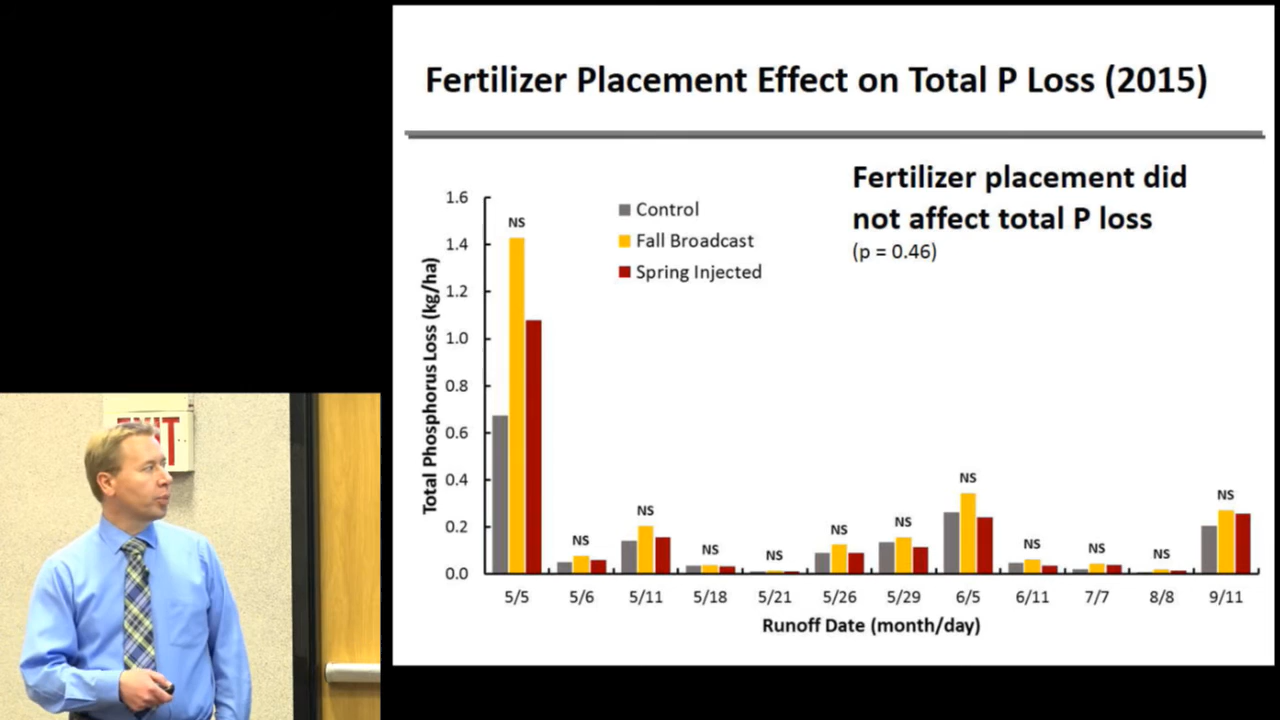 Fertilizer Placement Effect on Total P Loss (2015)
Fertilizer placement did
not affect total P loss
(p = 0.46)
Control
Fall Broadcast
Spring Injected
Total Phosphorus Loss (kg/ha)
1.6
1.4
1.2
1.0
0.8
0.6
0.4
0.2
0.0
NS
NS
NS
NS
NS
NS
NS
NS
NS
NS
NS
NS
5/5 5/6 5/11 5/18 5/21 5/26 5/29 6/5 6/11 7/7 8/8 9/11
Runoff Date (month/day)
EXIT